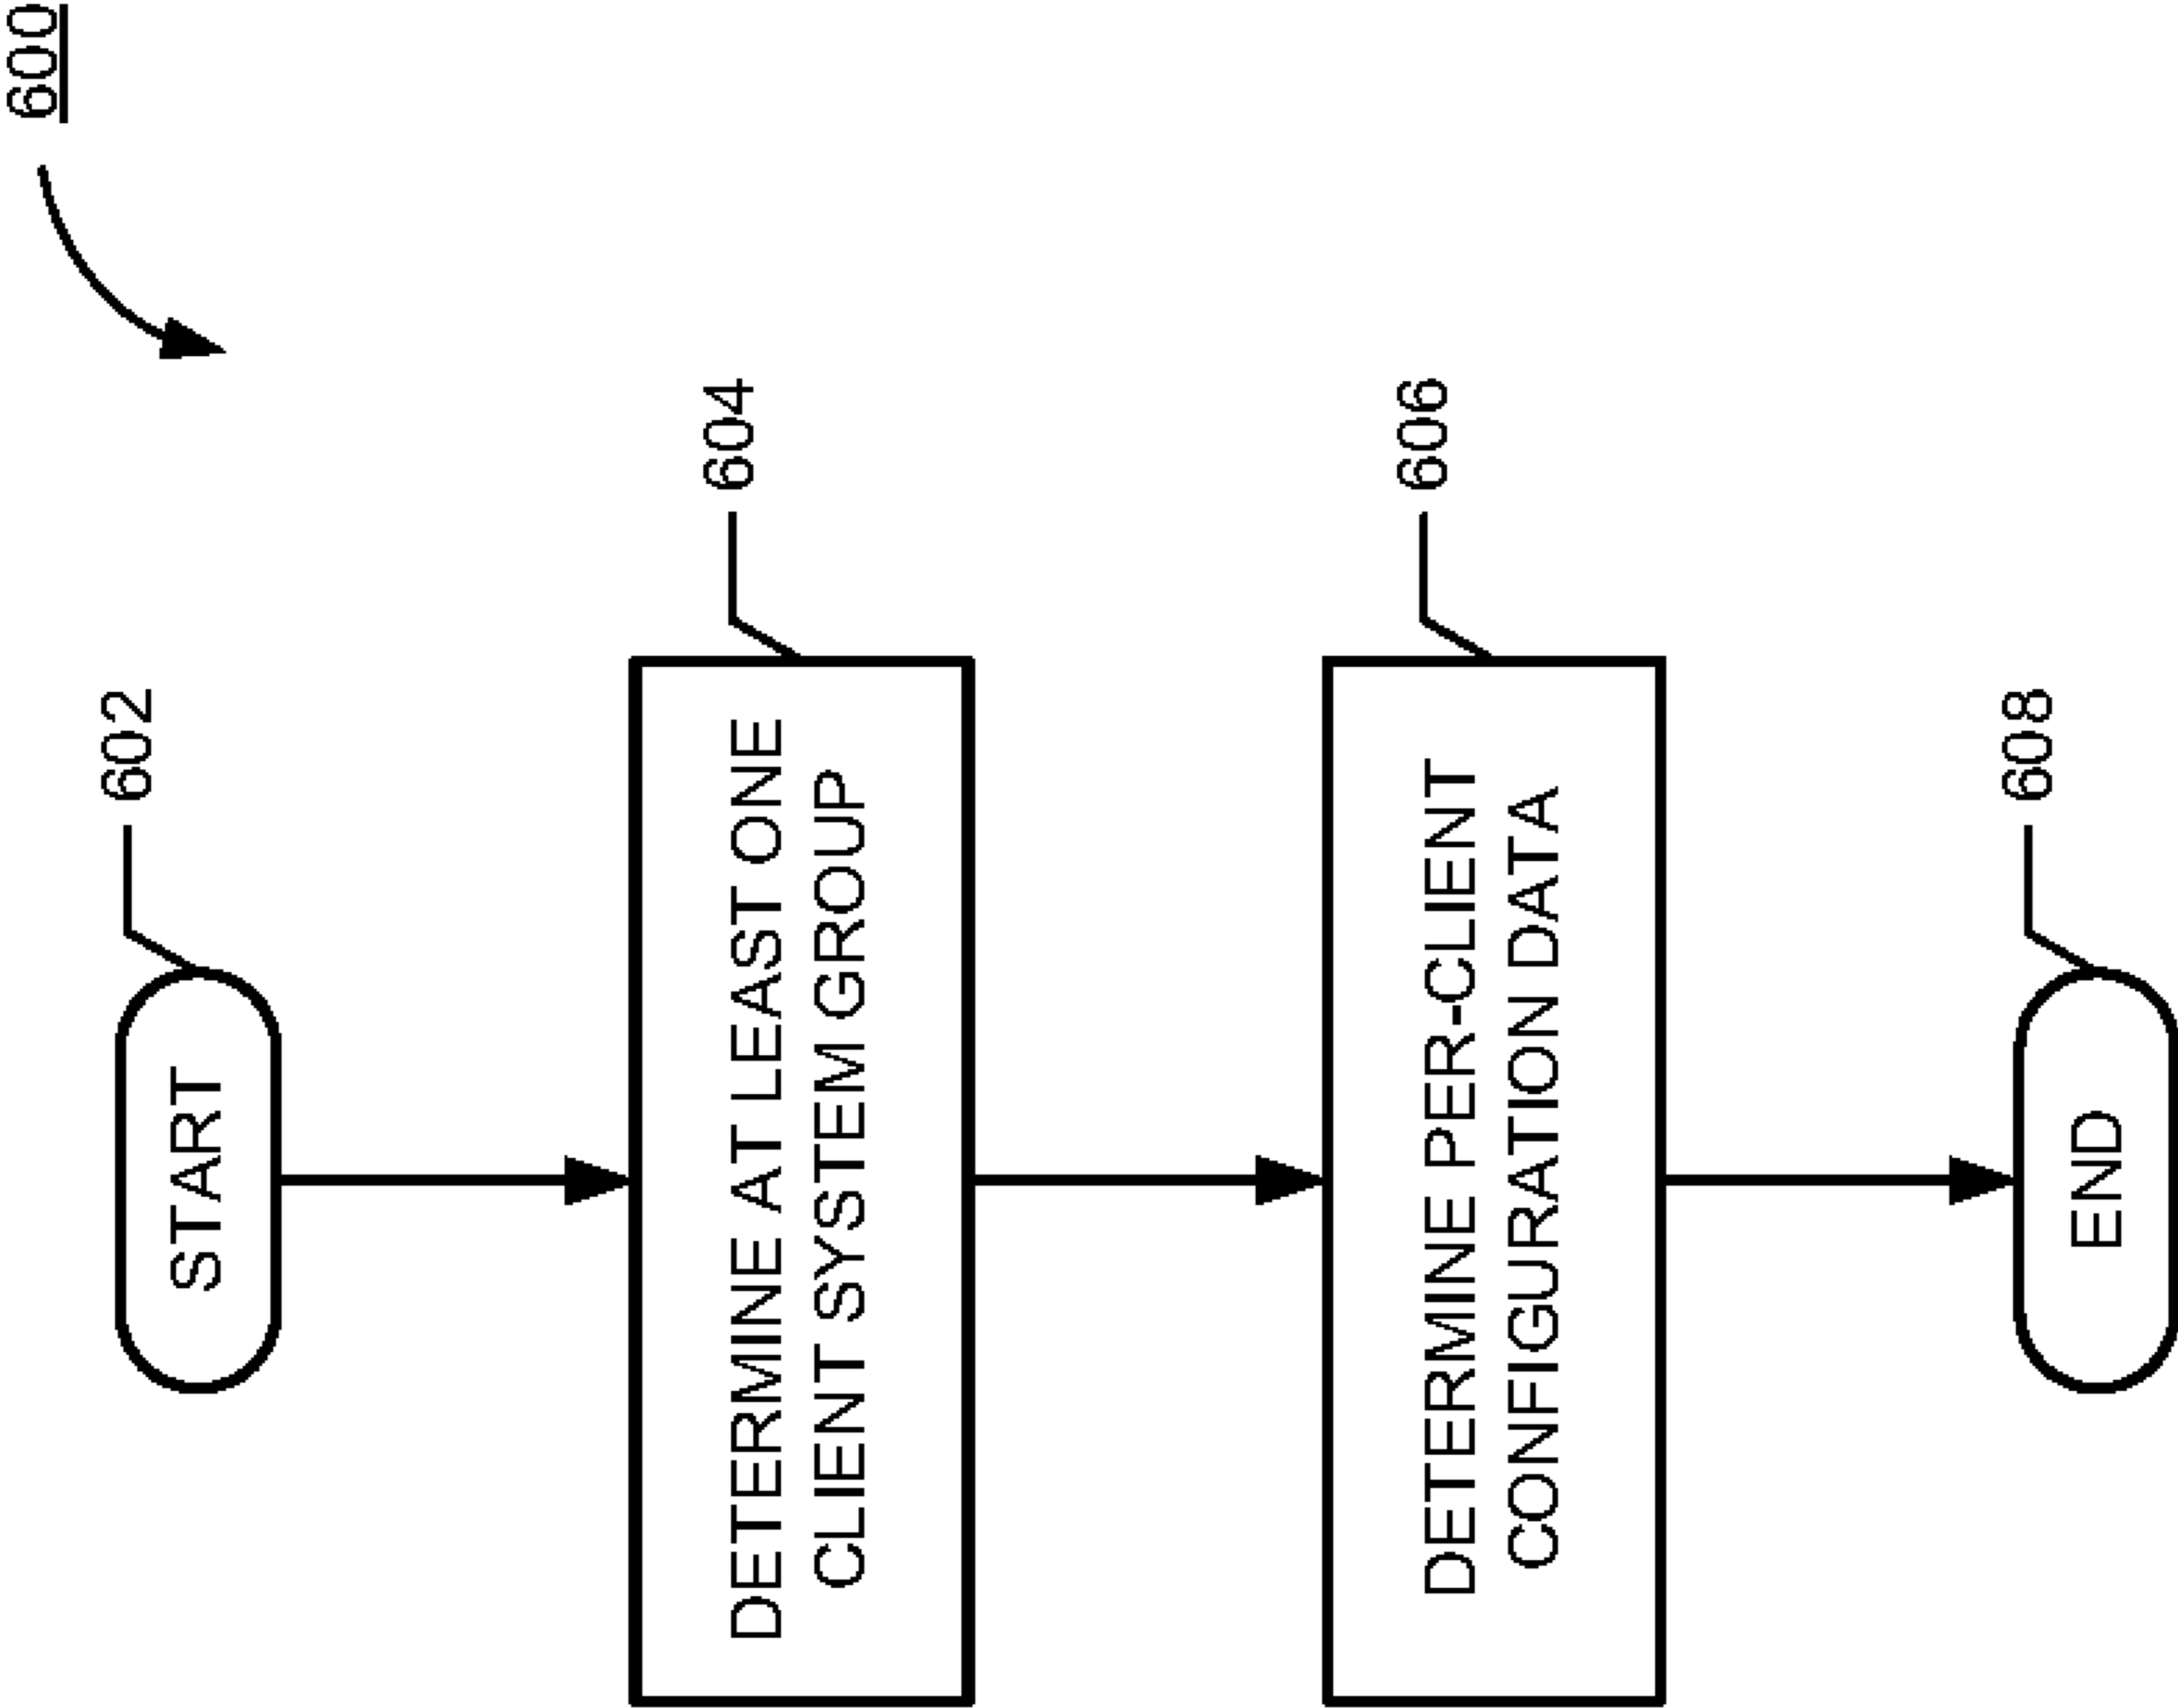 600
602
START
604
DETERMINE AT LEAST ONE
CLIENT SYSTEM GROUP
606
DETERMINE PER-CLIENT
CONFIGURATION DATA
608
END